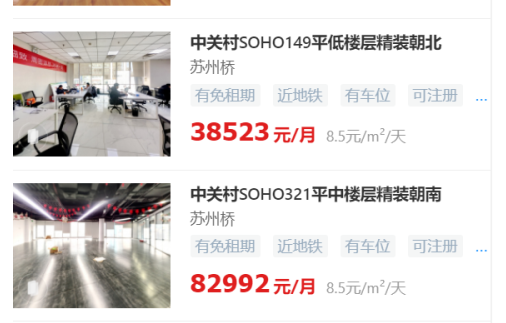 中关村SOHO149平低楼层精装朝北
苏州桥
有免租期 近地铁 有车位 可注册 ...
38523元/月 8.5元/m²/天
中关村SOHO321平中楼层精装朝南
苏州桥
有免租期 近地铁 有车位 可注册 ...
82992元/月 8.5元/m²/天